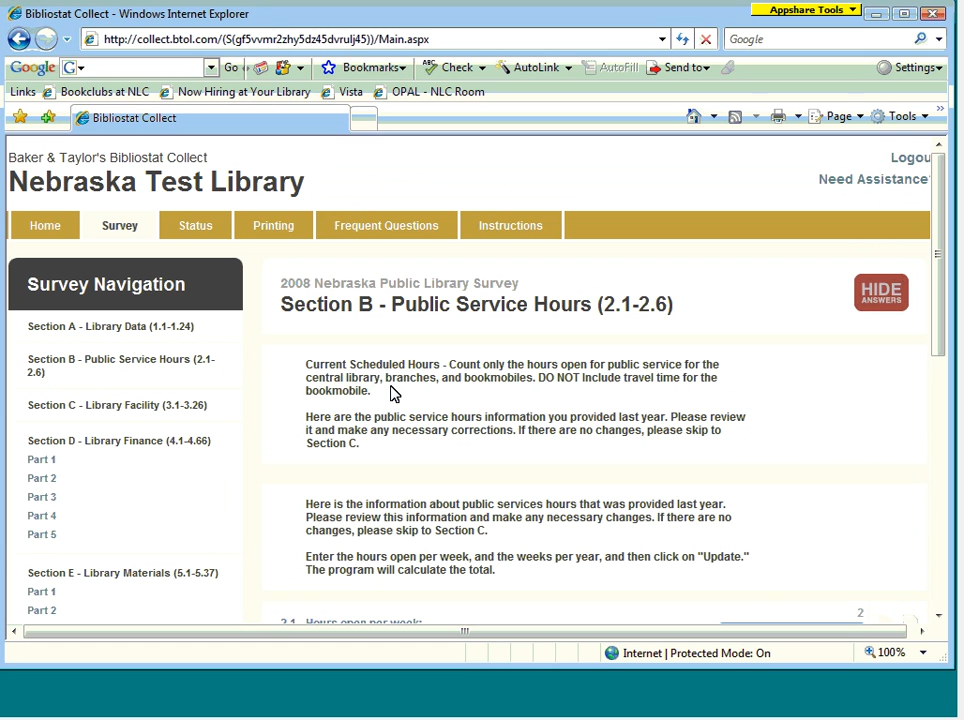 Bibliostat Collect - Windows Internet Explorer
Appshare Tools
http://collect.btol.com/(S(gf5vvmr2zhy5dz45dvrulj45))/Main.aspx
Google
Google G Go Bookmarks ABC Check AutoLink AutoFill Send to Settings
Links Bookclubs at NLC Now Hiring at Your Library Vista OPAL - NLC Room
Bibliostat Collect
Page Tools
Baker & Taylor's Bibliostat Collect
Logou
Nebraska Test Library
Need Assistance
Home Survey Status Printing Frequent Questions Instructions
Survey Navigation
Section A - Library Data (1.1-1.24)
Section B - Public Service Hours (2.1-
2.6)
Section C - Library Facility (3.1-3.26)
Section D - Library Finance (4.1-4.66)
Part 1
Part 2
Part 3
Part 4
Part 5
Section E - Library Materials (5.1-5.37)
Part 1
Part 2
2008 Nebraska Public Library Survey
Section B - Public Service Hours (2.1-2.6)
HIDE
ANSWERS
Current Scheduled Hours - Count only the hours open for public service for the
central library, branches, and bookmobiles. DO NOT Include travel time for the
bookmobile.
Here are the public service hours information you provided last year. Please review
it and make any necessary corrections. If there are no changes, please skip to
Section C.
Here is the information about public services hours that was provided last year.
Please review this information and make any necessary changes. If there are no
changes, please skip to Section C.
Enter the hours open per week, and the weeks per year, and then click on "Update."
The program will calculate the total.
2.1 Hours open per week:
2
Internet | Protected Mode: On
100%